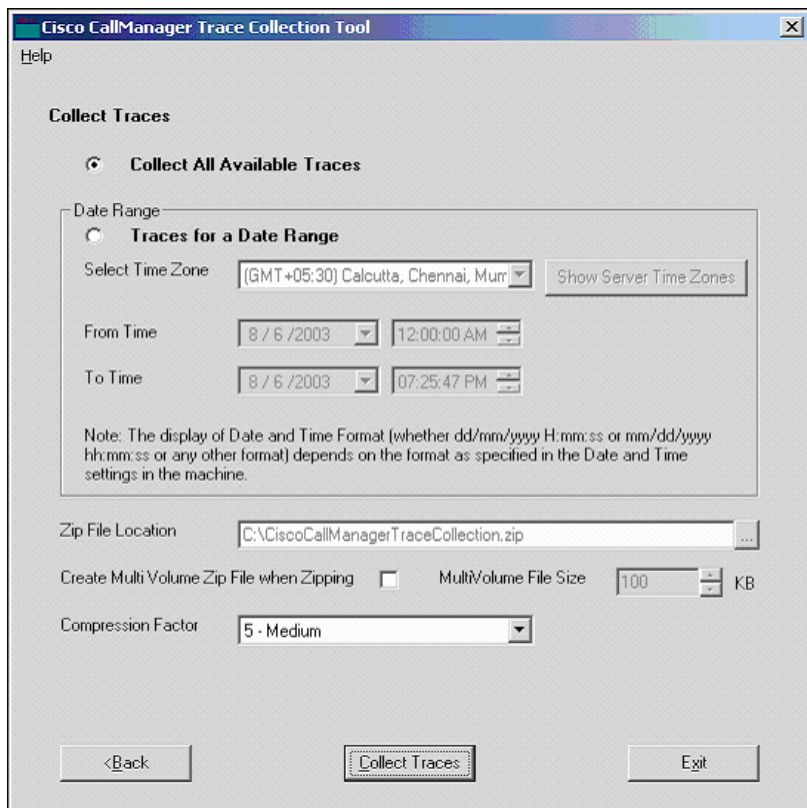 Cisco CallManager Trace Collection Tool
Help
Collect Traces
Collect All Available Traces
Date Range
Traces for a Date Range
Select Time Zone
(GMT+05:30) Calcutta, Chennai, Mum
Show Server Time Zones
From Time
8 / 6 /2003
12:00:00 AM
To Time
8 / 6 /2003
07:25:47 PM
Note: The display of Date and Time Format (whether dd/mm/yyyy H:mm:ss or mm/dd/yyyy
hh:mm:ss or any other format) depends on the format as specified in the Date and Time
settings in the machine.
Zip File Location
C:\CiscoCallManagerTraceCollection.zip
...
Create Multi Volume Zip File when Zipping
MultiVolume File Size
100
KB
Compression Factor
5 - Medium
<Back
Collect Traces
Exit